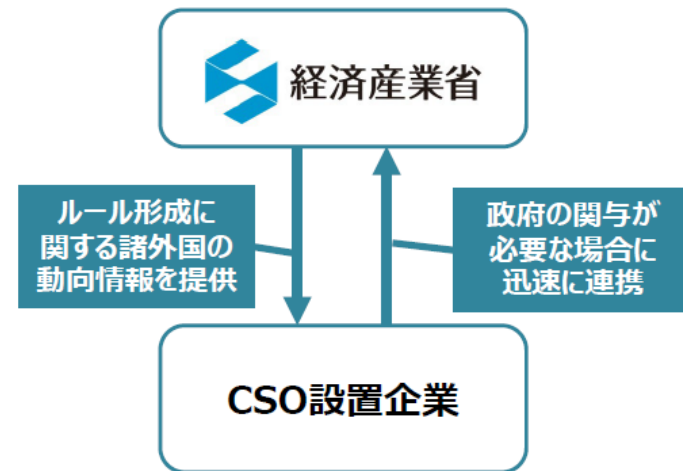 経済産業省
ルール形成に
関する諸外国の
動向情報を提供
政府の関与が
必要な場合に
迅速に連携
CSO設置企業